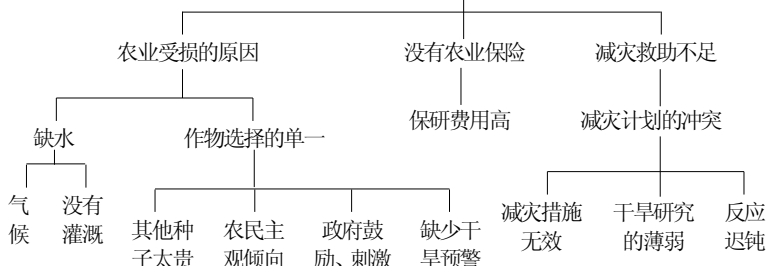 农业受损的原因
没有农业保险
减灾救助不足
缺水
作物选择的单一
保研费用高
减灾计划的冲突
气
候
没有
灌溉
其他种
子太贵
农民主
观倾向
政府鼓
励、刺激
缺少干
旱预警
减灾措施
无效
干旱研究
的薄弱
反应
迟钝